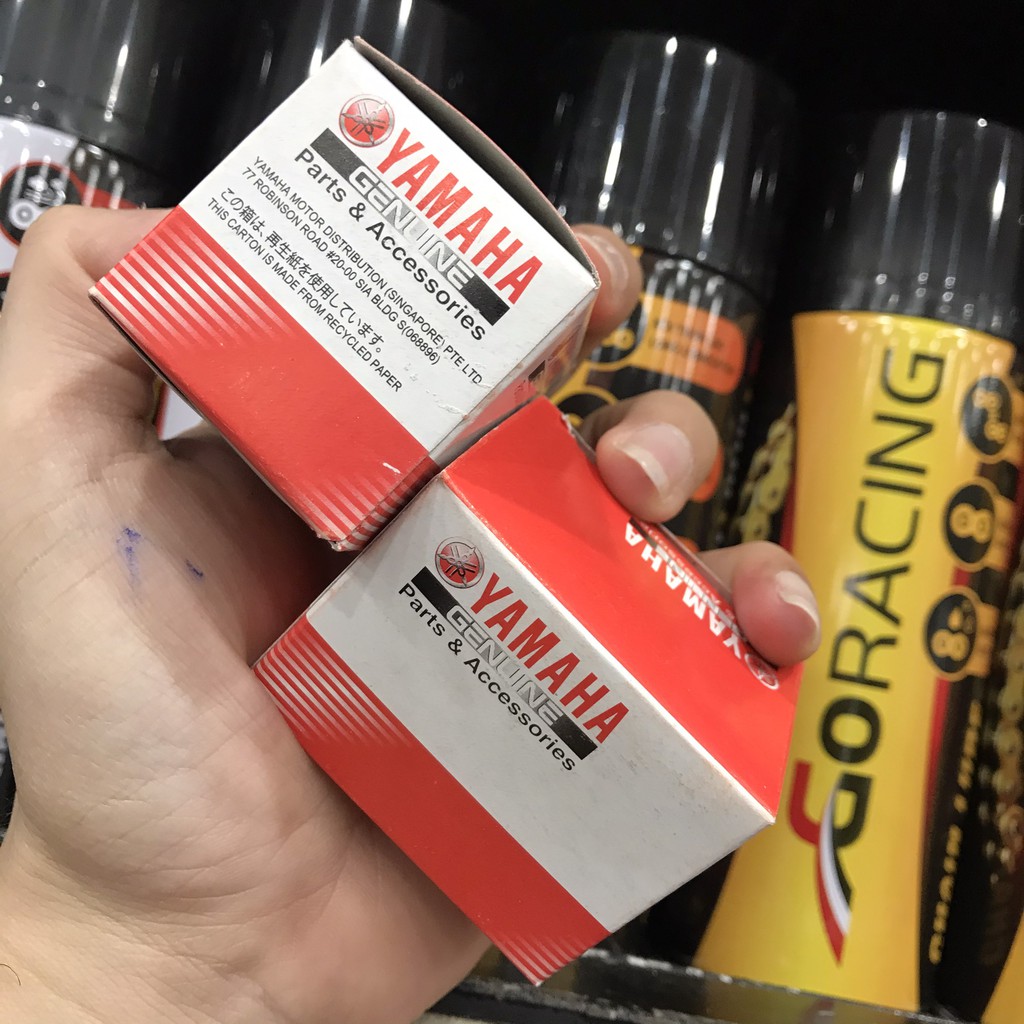 YAMAHA
GENUINE
Parts & Accessories
YAMAHA MOTOR DISTRIBUTION (SINGAPORE) PTE LTD
77 ROBINSON ROAD #20-00 SIA BLDG S(068896)
この箱は、再生紙を使用しています。
THIS CARTON IS MADE FROM RECYCLED PAPER
YAMAHA
GENUINE
Parts & Accessories
YAMAHA
GORACING